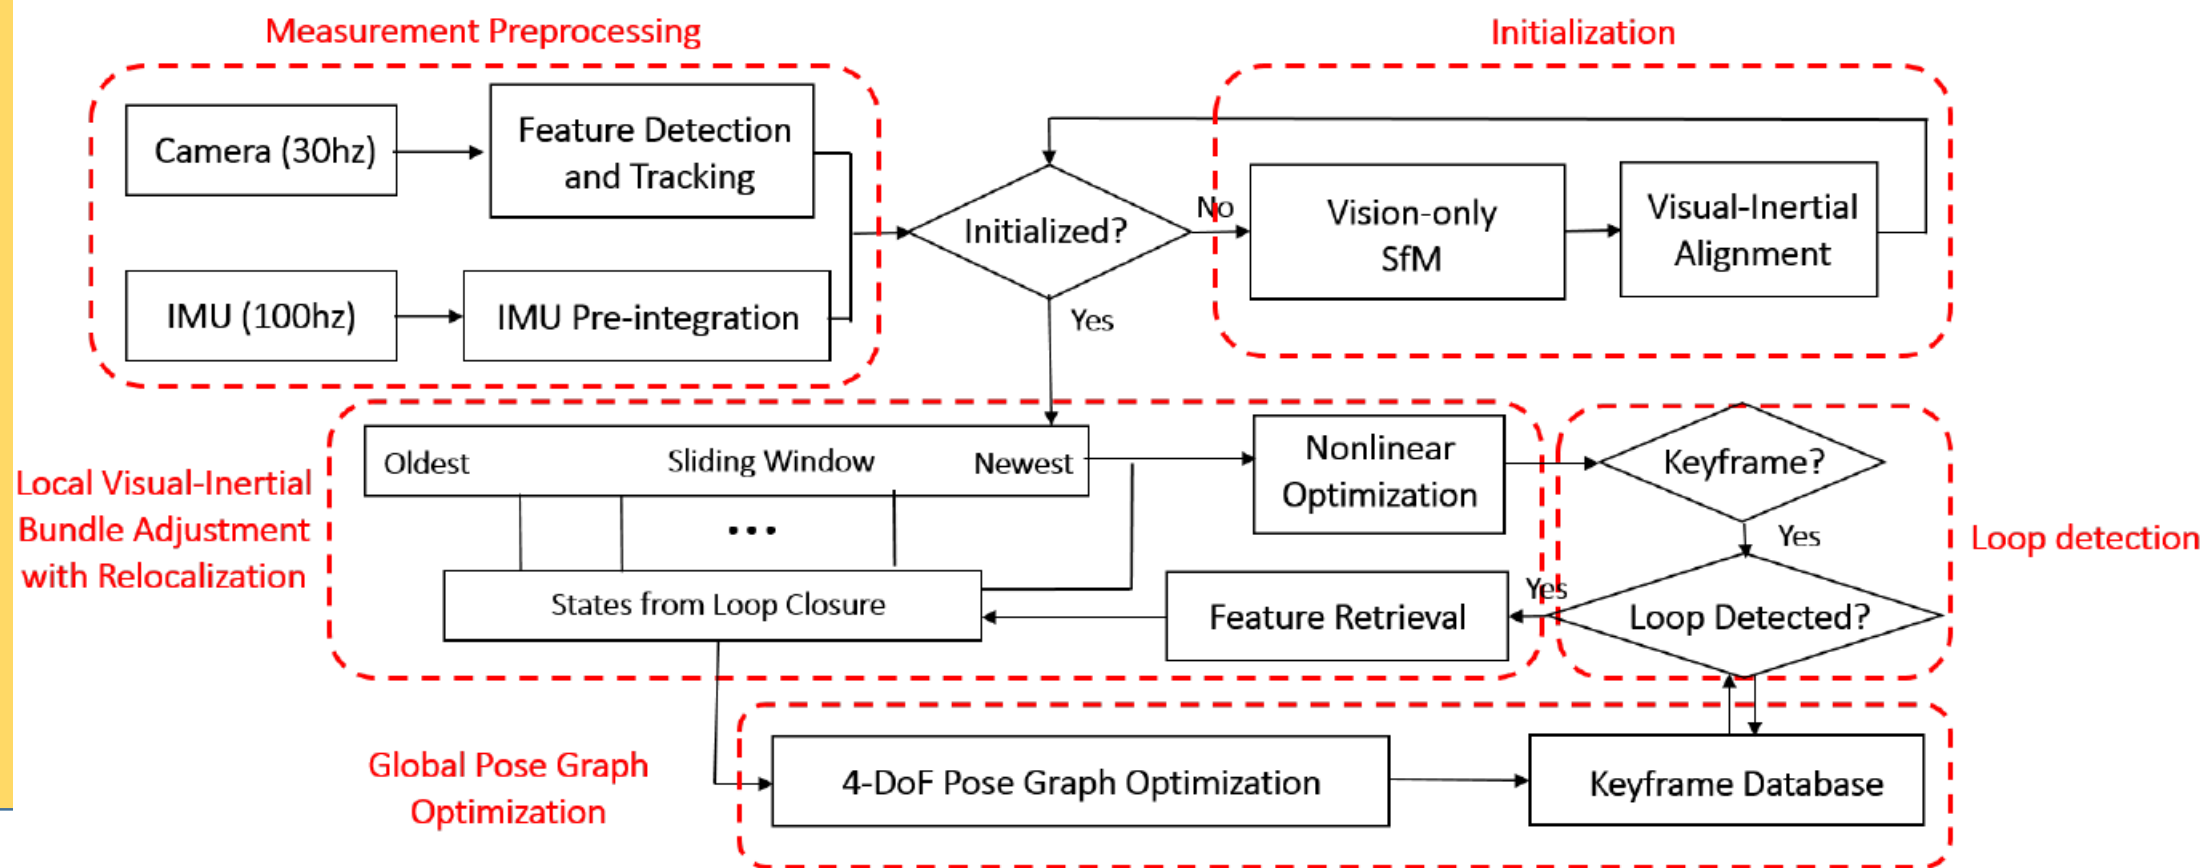 Measurement Preprocessing
Initialization
Camera (30hz)
Feature Detection
and Tracking
IMU (100hz)
IMU Pre-integration
Initialized?
No
Yes
Vision-only
SfM
Visual-Inertial
Alignment
Local Visual-Inertial
Bundle Adjustment
with Relocalization
Oldest
Sliding Window
Newest
...
States from Loop Closure
Nonlinear
Optimization
Feature Retrieval
Keyframe?
Yes
Yes
Loop Detected?
Loop detection
Global Pose Graph
Optimization
4-DoF Pose Graph Optimization
Keyframe Database